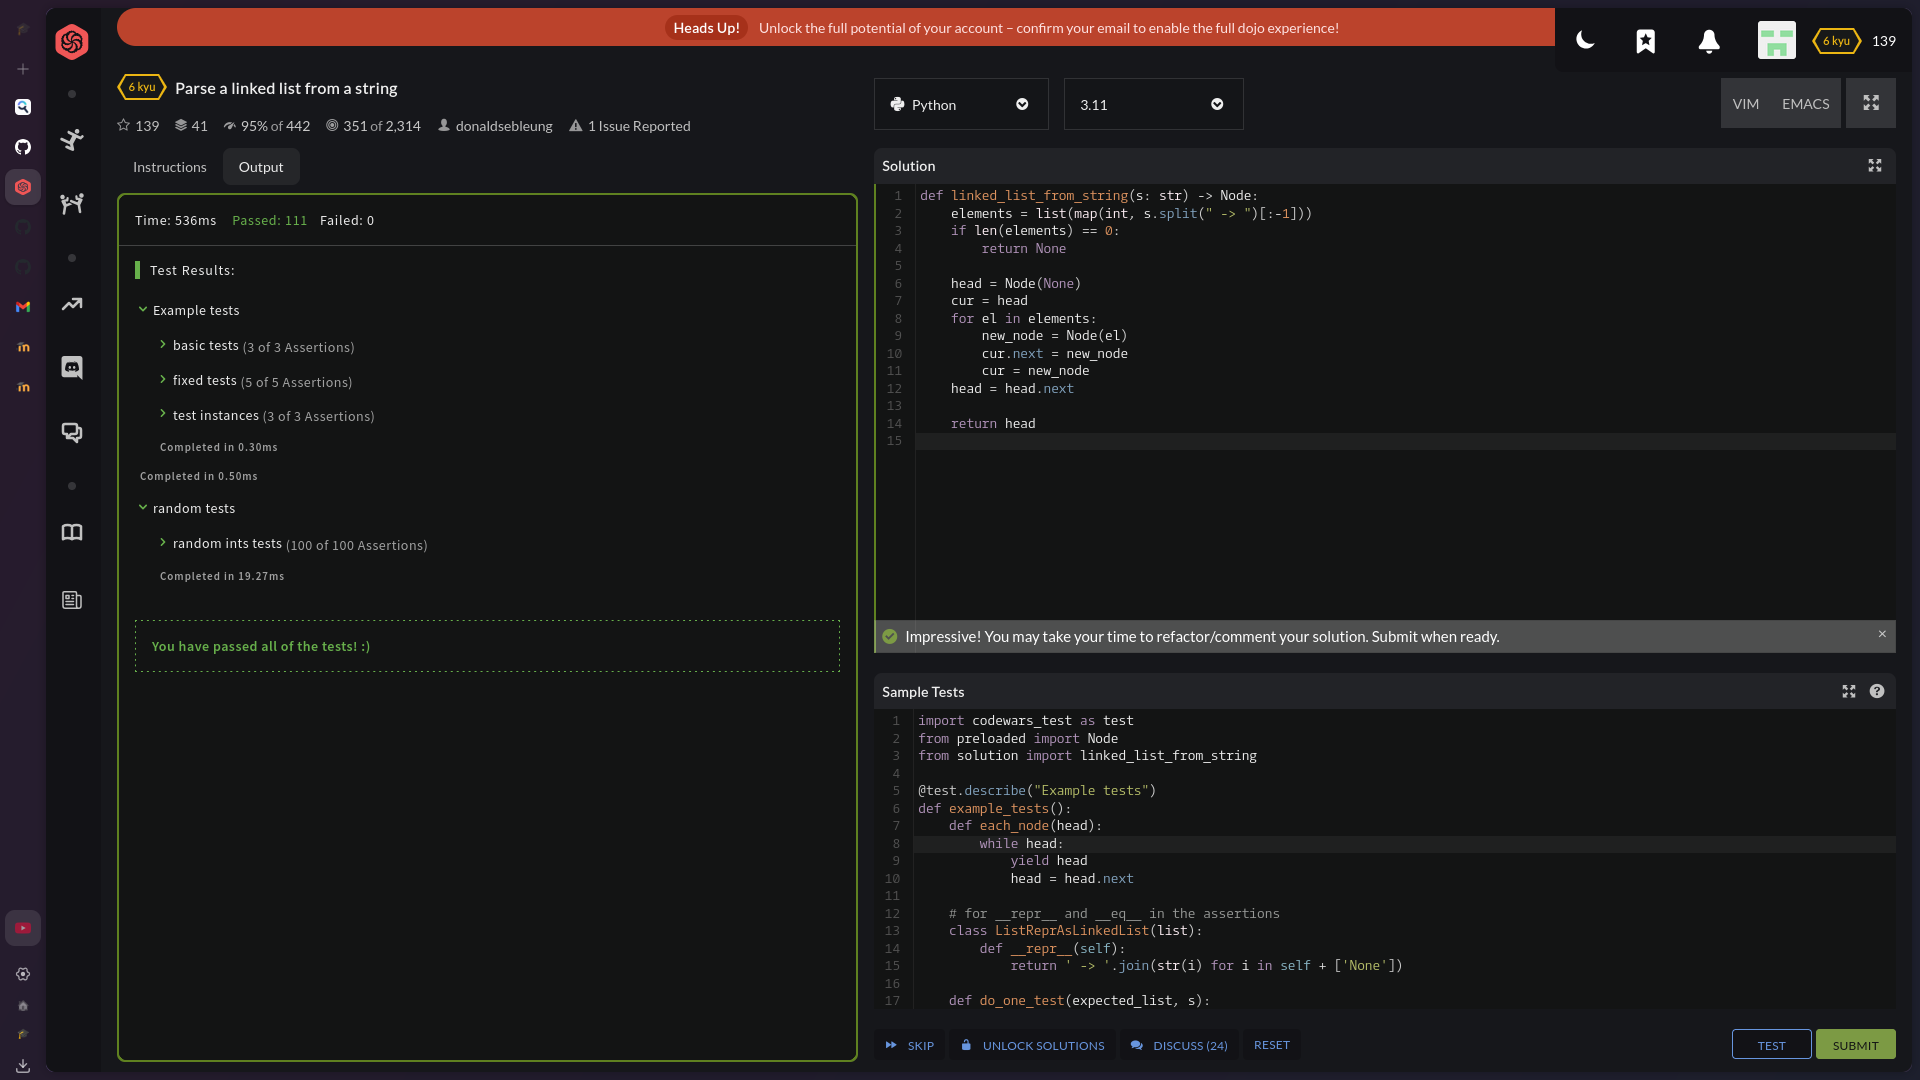 Heads Up! Unlock the full potential of your account – confirm your email to enable the full dojo experience!
6 kyu 139
6 kyu Parse a linked list from a string
139 41 95% of 442 351 of 2,314 donaldsebleung 1 Issue Reported
Instructions Output
Time: 536ms Passed: 111 Failed: 0
Test Results:
Example tests
basic tests (3 of 3 Assertions)
fixed tests (5 of 5 Assertions)
test instances (3 of 3 Assertions)
Completed in 0.30ms
Completed in 0.50ms
random tests
random ints tests (100 of 100 Assertions)
Completed in 19.27ms
You have passed all of the tests! :)
Python 3.11 VIM EMACS
Solution
1 def linked_list_from_string(s: str) -> Node:
2     elements = list(map(int, s.split(" -> ")[:-1]))
3     if len(elements) == 0:
4         return None
5
6     head = Node(None)
7     cur = head
8     for el in elements:
9         new_node = Node(el)
10         cur.next = new_node
11         cur = new_node
12     head = head.next
13
14     return head
15
Impressive! You may take your time to refactor/comment your solution. Submit when ready. ×
Sample Tests ?
1 import codewars_test as test
2 from preloaded import Node
3 from solution import linked_list_from_string
4
5 @test.describe("Example tests")
6 def example_tests():
7     def each_node(head):
8         while head:
9             yield head
10             head = head.next
11
12     # for __repr__ and __eq__ in the assertions
13     class ListReprAsLinkedList(list):
14         def __repr__(self):
15             return ' -> '.join(str(i) for i in self + ['None'])
16
17     def do_one_test(expected_list, s):
SKIP UNLOCK SOLUTIONS DISCUSS (24) RESET TEST SUBMIT